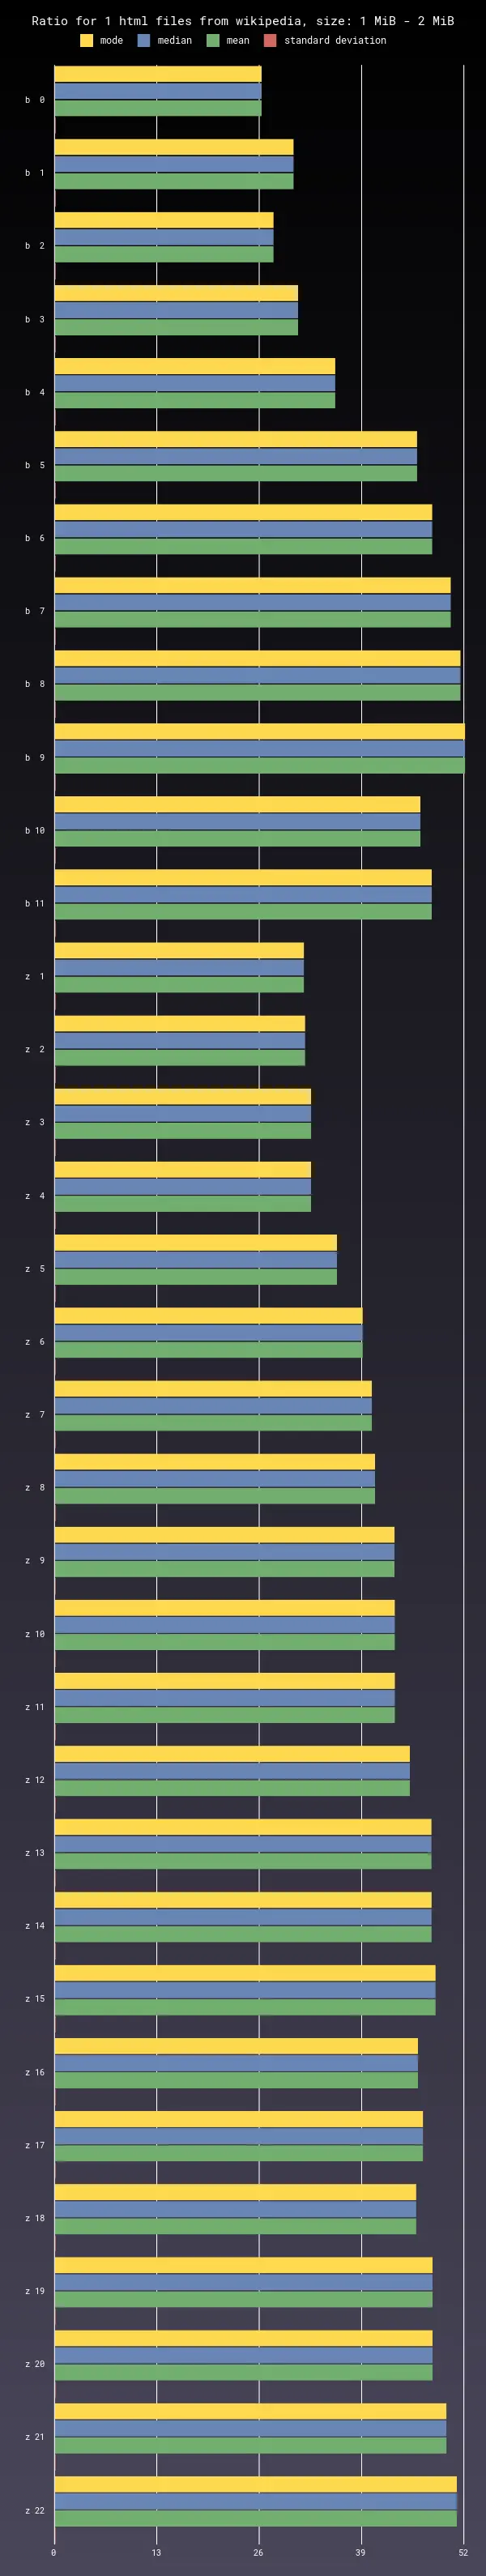 Ratio for 1 html files from wikipedia, size: 1 MiB - 2 MiB
mode median mean standard deviation
b 0
b 1
b 2
b 3
b 4
b 5
b 6
b 7
b 8
b 9
b 10
b 11
z 1
z 2
z 3
z 4
z 5
z 6
z 7
z 8
z 9
z 10
z 11
z 12
z 13
z 14
z 15
z 16
z 17
z 18
z 19
z 20
z 21
z 22
0 13 26 39 52